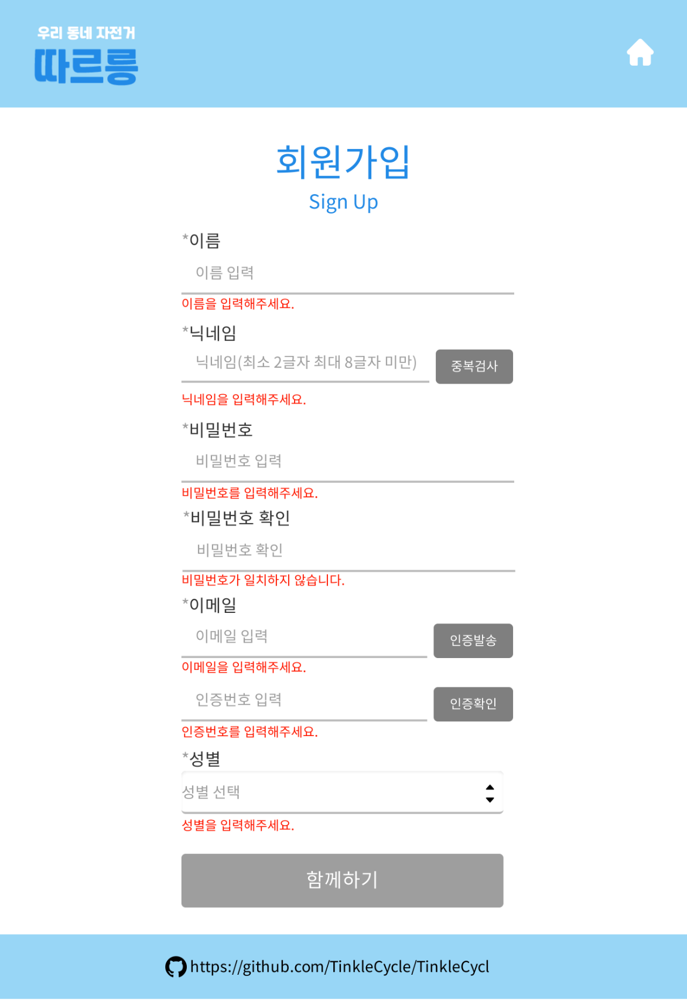 우리 동네 자전거
따르릉
회원가입
Sign Up
*이름
이름 입력
이름을 입력해주세요.
*닉네임
닉네임(최소 2글자 최대 8글자 미만)
중복검사
닉네임을 입력해주세요.
*비밀번호
비밀번호 입력
비밀번호를 입력해주세요.
*비밀번호 확인
비밀번호 확인
비밀번호가 일치하지 않습니다.
*이메일
이메일 입력
인증발송
이메일을 입력해주세요.
인증번호 입력
인증확인
인증번호를 입력해주세요.
*성별
성별 선택
성별을 입력해주세요.
함께하기
https://github.com/TinkleCycle/TinkleCycl